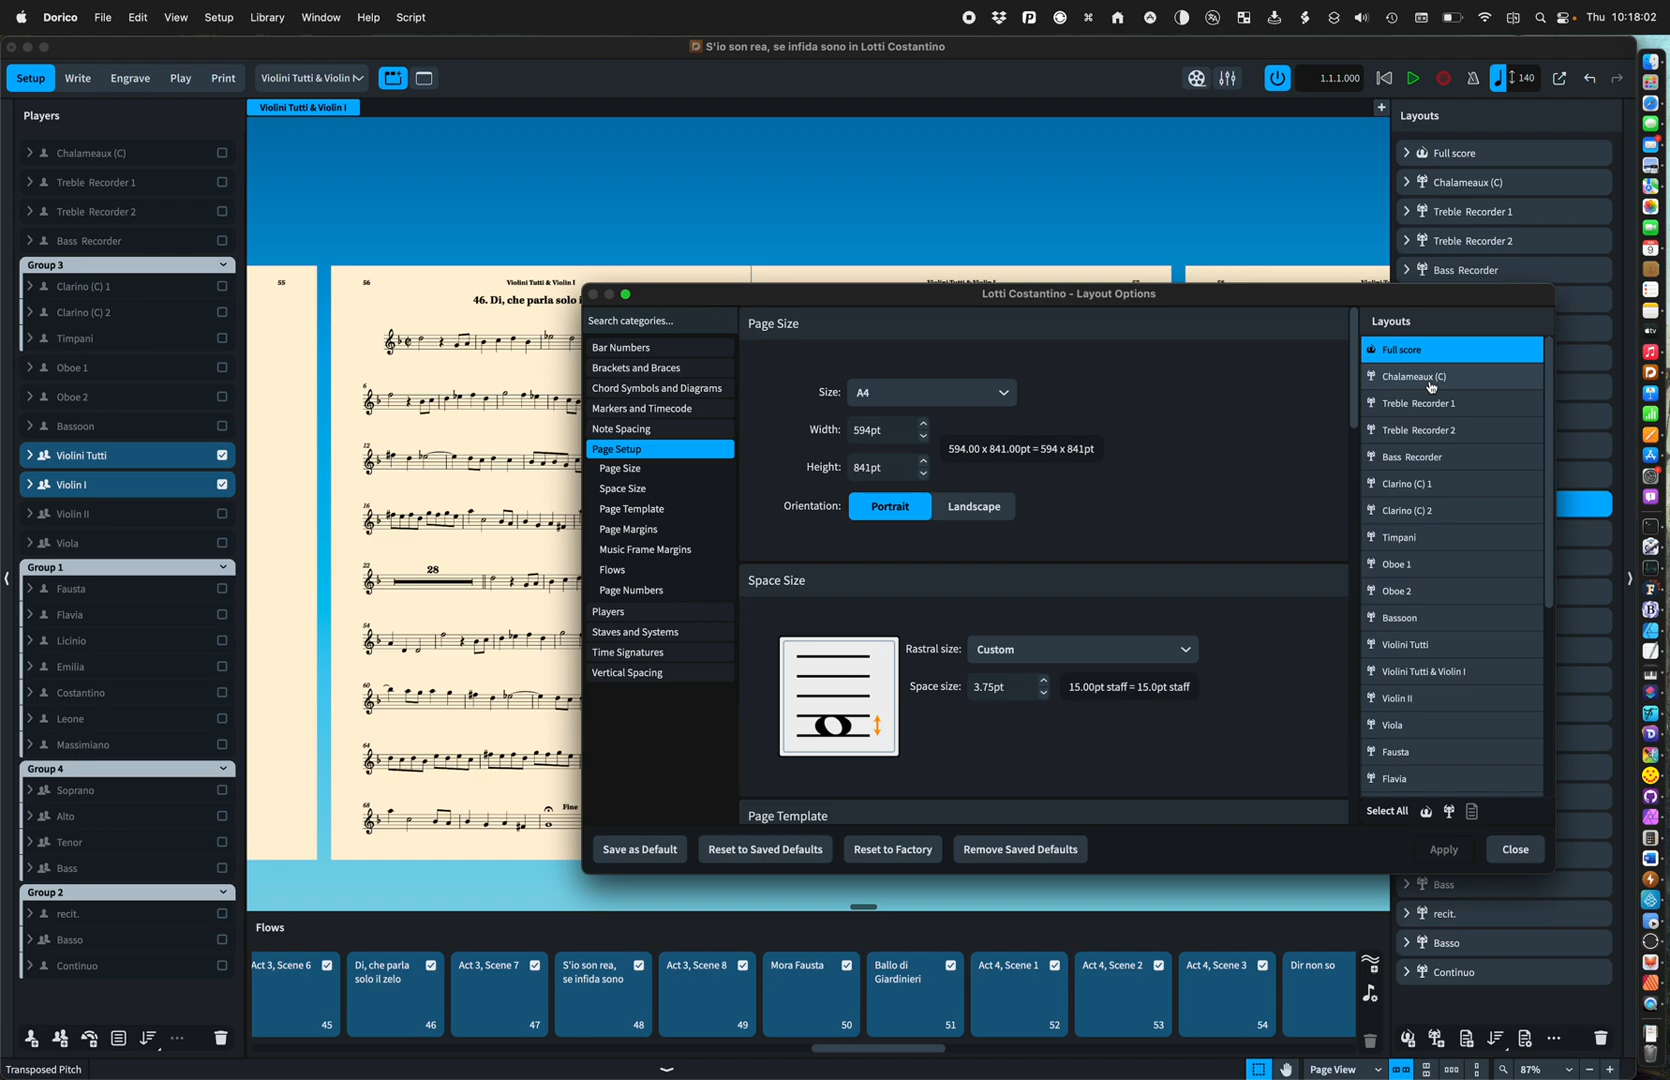 Dorico File Edit View Setup Library Window Help Script
Thu 10:18:02
S'io son rea, se infida sono in Lotti Costantino
Setup Write Engrave Play Print Violini Tutti & Violin I
1.1.1.000
140
Players
Violini Tutti & Violin I
Layouts
Chalameaux (C)
Treble Recorder 1
Treble Recorder 2
Bass Recorder
Group 3
Clarino (C) 1
Clarino (C) 2
Timpani
Oboe 1
Oboe 2
Bassoon
Violini Tutti
Violin I
Violin II
Viola
Group 1
Fausta
Flavia
Licinio
Emilia
Costantino
Leone
Massimiano
Group 4
Soprano
Alto
Tenor
Bass
Group 2
recit.
Basso
Continuo
55
56
Violini Tutti & Violin I
46. Di, che parla solo i
6
12
16
22
28
54
60
64
68
Fine
Lotti Costantino - Layout Options
Search categories...
Bar Numbers
Brackets and Braces
Chord Symbols and Diagrams
Markers and Timecode
Note Spacing
Page Setup
Page Size
Space Size
Page Template
Page Margins
Music Frame Margins
Flows
Page Numbers
Players
Staves and Systems
Time Signatures
Vertical Spacing
Page Size
Size: A4
Width: 594pt
594.00 x 841.00pt = 594 x 841pt
Height: 841pt
Orientation: Portrait Landscape
Space Size
Rastral size: Custom
Space size: 3.75pt 15.00pt staff = 15.0pt staff
Page Template
Layouts
Full score
Chalameaux (C)
Treble Recorder 1
Treble Recorder 2
Bass Recorder
Clarino (C) 1
Clarino (C) 2
Timpani
Oboe 1
Oboe 2
Bassoon
Violini Tutti
Violini Tutti & Violin I
Violin II
Viola
Fausta
Flavia
Select All
Save as Default Reset to Saved Defaults Reset to Factory Remove Saved Defaults Apply Close
Full score
Chalameaux (C)
Treble Recorder 1
Treble Recorder 2
Bass Recorder
Bass
recit.
Basso
Continuo
Flows
Act 3, Scene 6
45
Di, che parla solo il zelo
46
Act 3, Scene 7
47
S'io son rea, se infida sono
48
Act 3, Scene 8
49
Mora Fausta
50
Ballo di Giardinieri
51
Act 4, Scene 1
52
Act 4, Scene 2
53
Act 4, Scene 3
54
Dir non so
Transposed Pitch
Page View
87%